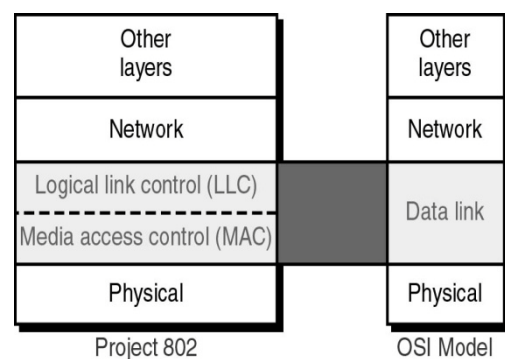 Other
layers
Network
Logical link control (LLC)
Media access control (MAC)
Physical
Project 802
Other
layers
Network
Data link
Physical
OSI Model